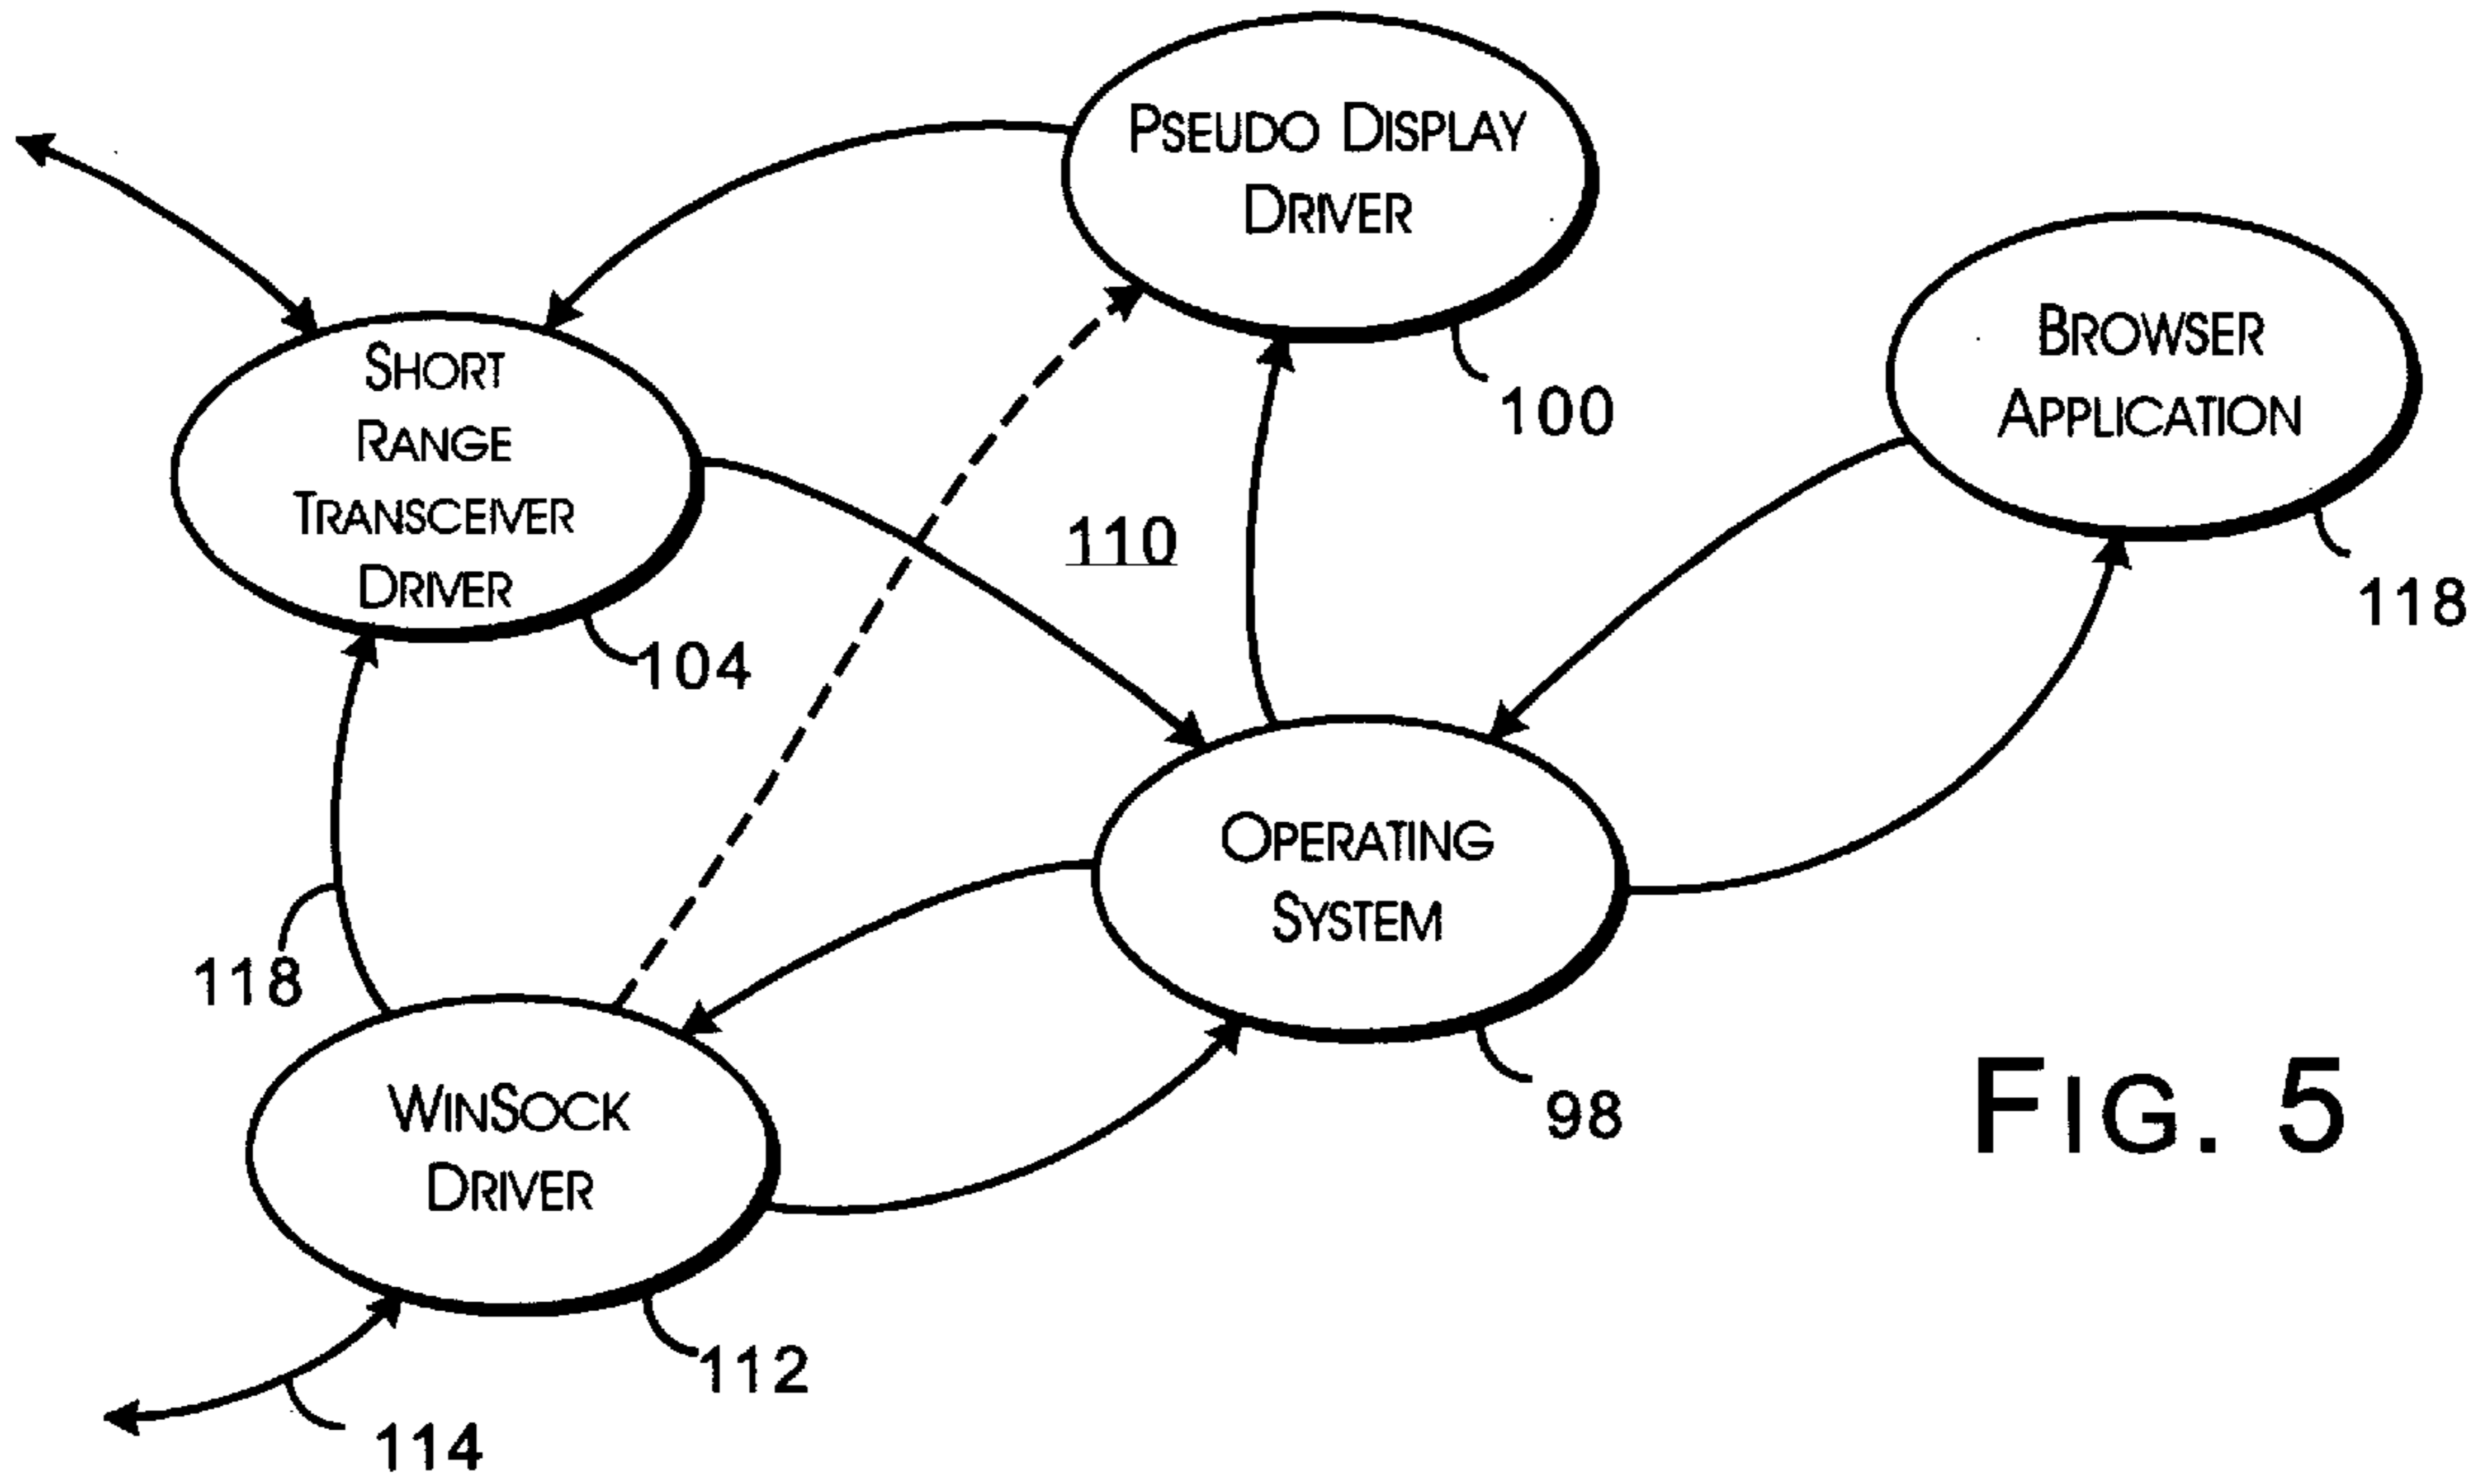 PSEUDO DISPLAY
DRIVER
100
BROWSER
APPLICATION
118
SHORT
RANGE
TRANSCEIVER
DRIVER
104
110
OPERATING
SYSTEM
98
118
WINSOCK
DRIVER
112
114
FIG. 5